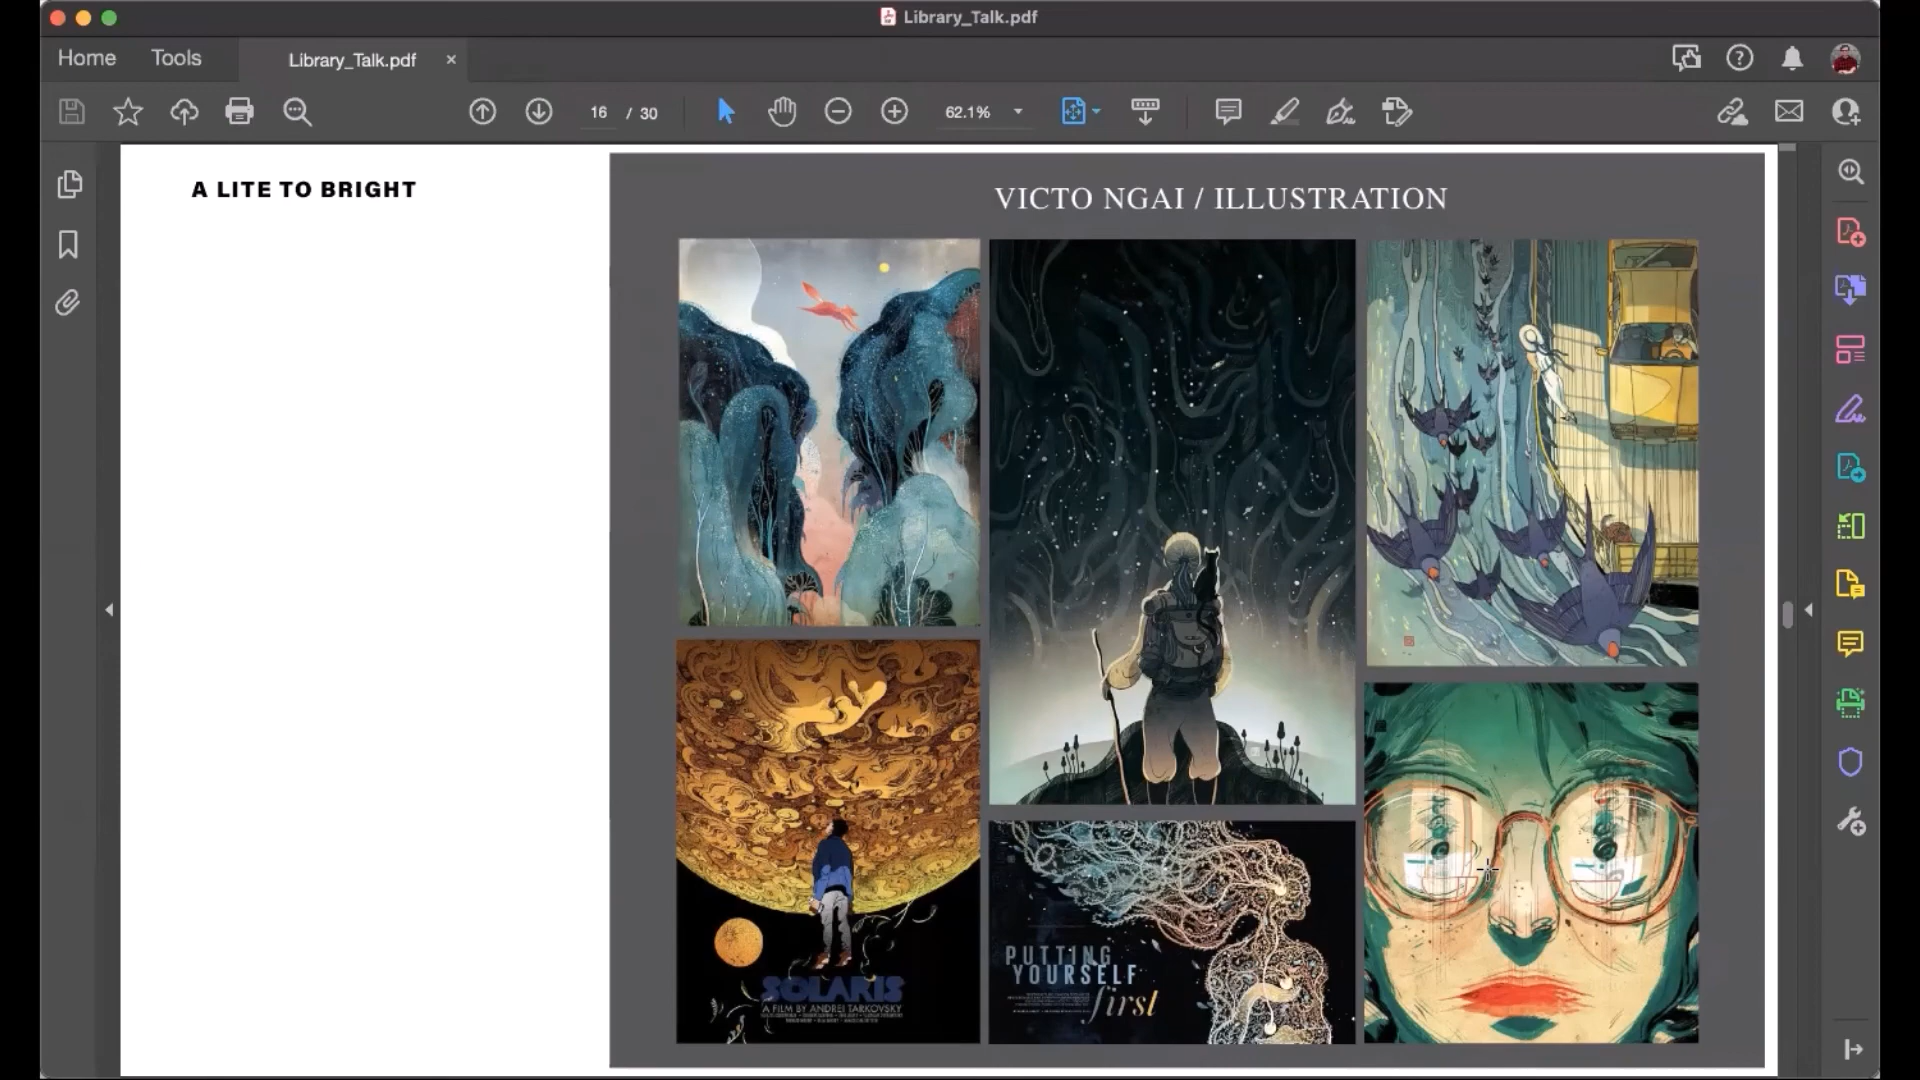 Library_Talk.pdf
Home
Tools
Library_Talk.pdf
16 / 30
62.1%
A LITE TO BRIGHT
VICTO NGAI / ILLUSTRATION
SOLARIS
A FILM BY ANDREI TARKOVSKY
PUTTING
YOURSELF
first